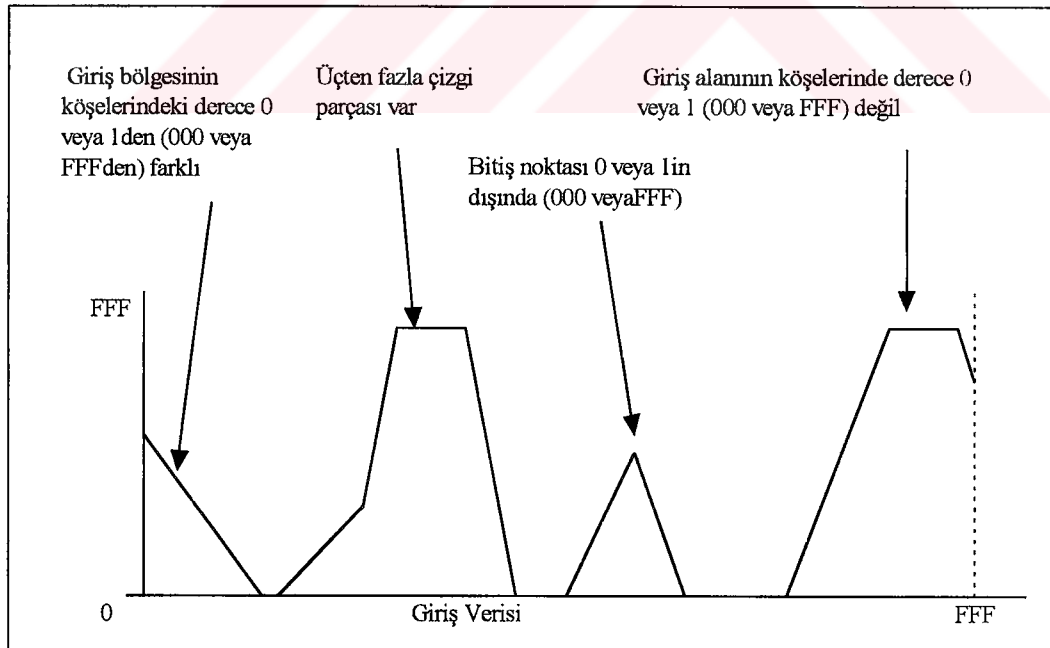 Giriş bölgesinin
köşelerindeki derece 0
veya 1den (000 veya
FFFden) farklı
Üçten fazla çizgi
parçası var
Bitiş noktası 0 veya 1in
dışında (000 veyaFFF)
Giriş alanının köşelerinde derece 0
veya 1 (000 veya FFF) değil
FFF
0
Giriş Verisi
FFF